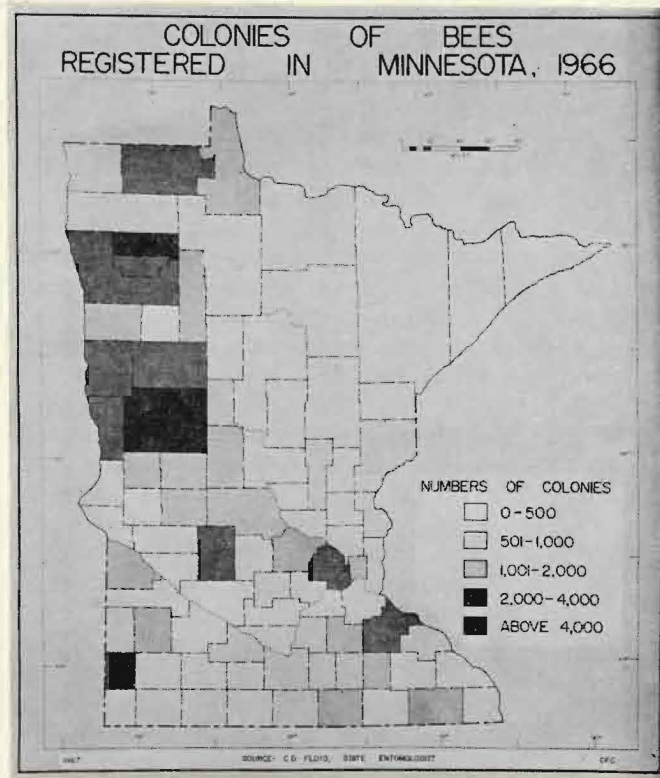 COLONIES OF BEES
REGISTERED IN MINNESOTA, 1966
NUMBERS OF COLONIES
0-500
501-1,000
1,001-2,000
2,000-4,000
ABOVE 4,000
SOURCE: C.D. FLOYD, STATE ENTOMOLOGIST